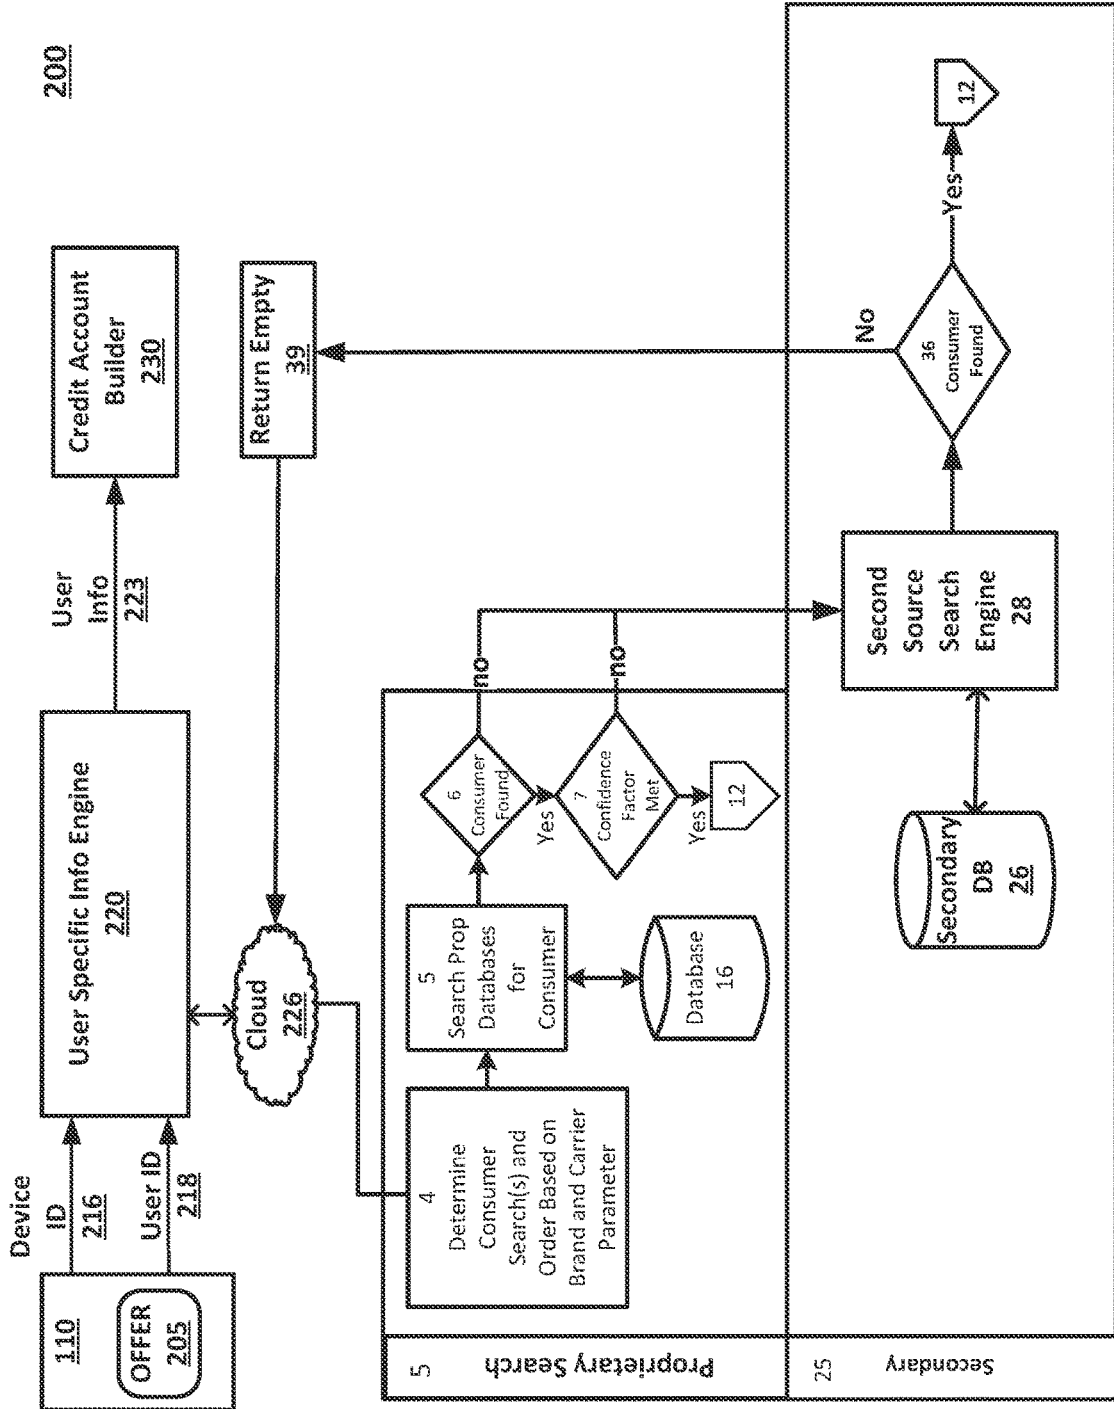 200
110
OFFER
205
Device
ID
216
User ID
218
User Specific Info Engine
220
User
Info
223
Credit Account
Builder
230
Cloud
226
Return Empty
39
5
Proprietary Search
4
Determine
Consumer
Search(s) and
Order Based on
Brand and Carrier
Parameter
5
Search Prop
Databases
for
Consumer
Database
16
6
Consumer
Found
no
Yes
7
Confidence
Factor
Met
no
Yes
12
25
Secondary
Secondary
DB
26
Second
Source
Search
Engine
28
36
Consumer
Found
No
Yes
12